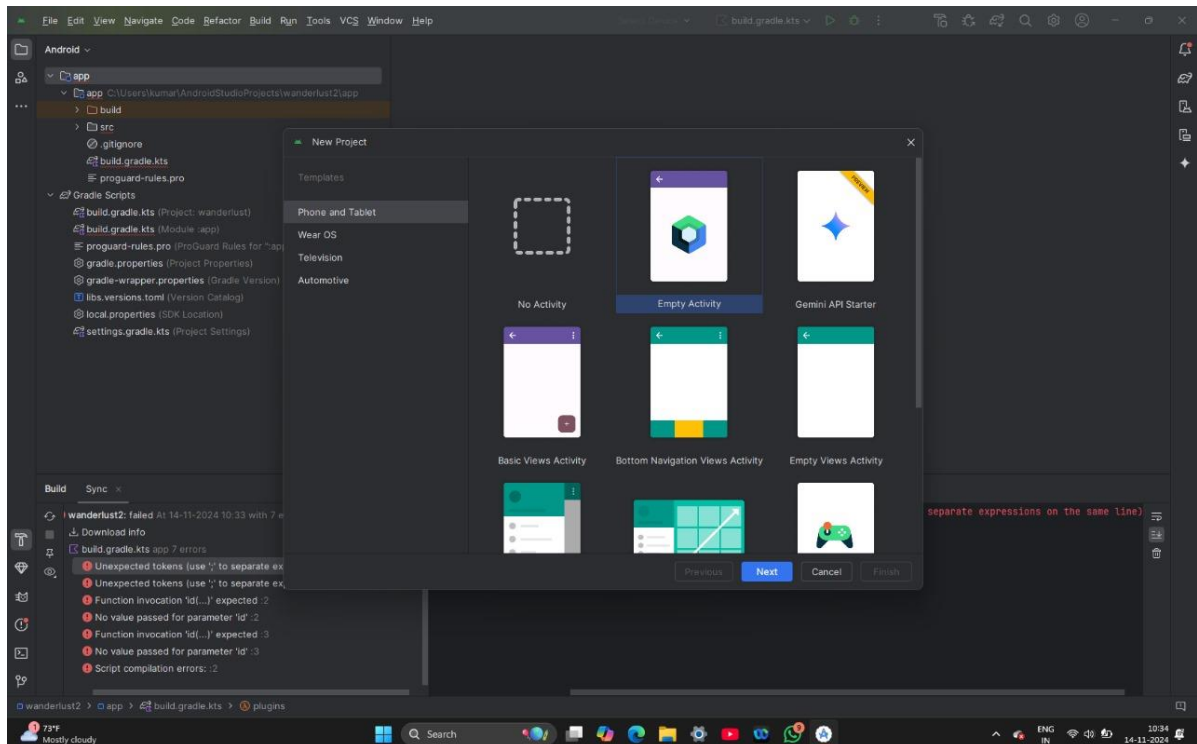 File Edit View Navigate Code Refactor Build Run Tools VCS Window Help
build.gradle.kts
Android
app
app C:\Users\kumar\AndroidStudioProjects\wanderlust2\app
build
src
.gitignore
build.gradle.kts
proguard-rules.pro
Gradle Scripts
build.gradle.kts (Project: wanderlust)
build.gradle.kts (Module :app)
proguard-rules.pro (ProGuard Rules for ":app
gradle.properties (Project Properties)
gradle-wrapper.properties (Gradle Version)
libs.versions.toml (Version Catalog)
local.properties (SDK Location)
settings.gradle.kts (Project Settings)
New Project
Templates
Phone and Tablet
Wear OS
Television
Automotive
PREVIEW
No Activity
Empty Activity
Gemini API Starter
Basic Views Activity
Bottom Navigation Views Activity
Empty Views Activity
Previous
Next
Cancel
Finish
Build Sync
wanderlust2: failed At 14-11-2024 10:33 with 7 e
Download info
build.gradle.kts app 7 errors
Unexpected tokens (use ';' to separate ex
Unexpected tokens (use ';' to separate ex
Function invocation 'id(...)' expected :2
No value passed for parameter 'id' :2
Function invocation 'id(...)' expected :3
No value passed for parameter 'id' :3
Script compilation errors: :2
separate expressions on the same line)
wanderlust2 > app > build.gradle.kts > plugins
1
73°F
Mostly cloudy
Search
ENG
IN
10:34
14-11-2024